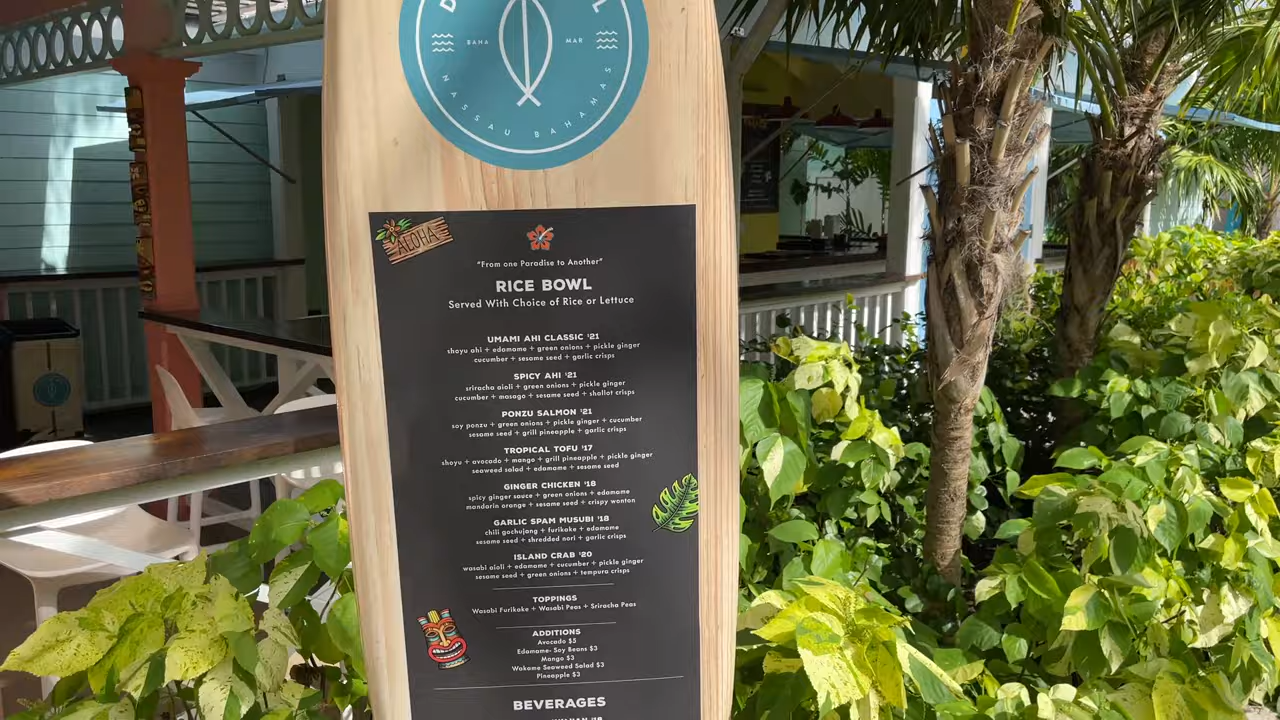 BAHA
MAR
NASSAU BAHAMAS
ALOHA
"From one Paradise to Another"
RICE BOWL
Served With Choice of Rice or Lettuce
UMAMI AHI CLASSIC '21
shoyu ahi + edamame + green onions + pickle ginger
cucumber + sesame seed + garlic crisps
SPICY AHI '21
sriracha aioli + green onions + pickle ginger
cucumber + masago + sesame seed + shallot crisps
PONZU SALMON '21
soy ponzu + green onions + pickle ginger + cucumber
sesame seed + grill pineapple + garlic crisps
TROPICAL TOFU '17
shoyu + avocado + mango + grill pineapple + pickle ginger
seaweed salad + edamame + sesame seed
GINGER CHICKEN '18
spicy ginger sauce + green onions + edamame
mandarin orange + sesame seed + crispy wonton
GARLIC SPAM MUSUBI '18
chili gochujang + furikake + edamame
sesame seed + shredded nori + garlic crisps
ISLAND CRAB '20
wasabi aioli + edamame + cucumber + pickle ginger
sesame seed + green onions + tempura crisps
TOPPINGS
Wasabi Furikake + Wasabi Peas + Sriracha Peas
ADDITIONS
Avocado $5
Edamame- Soy Beans $3
Mango $3
Wakame Seaweed Salad $3
Pineapple $3
BEVERAGES